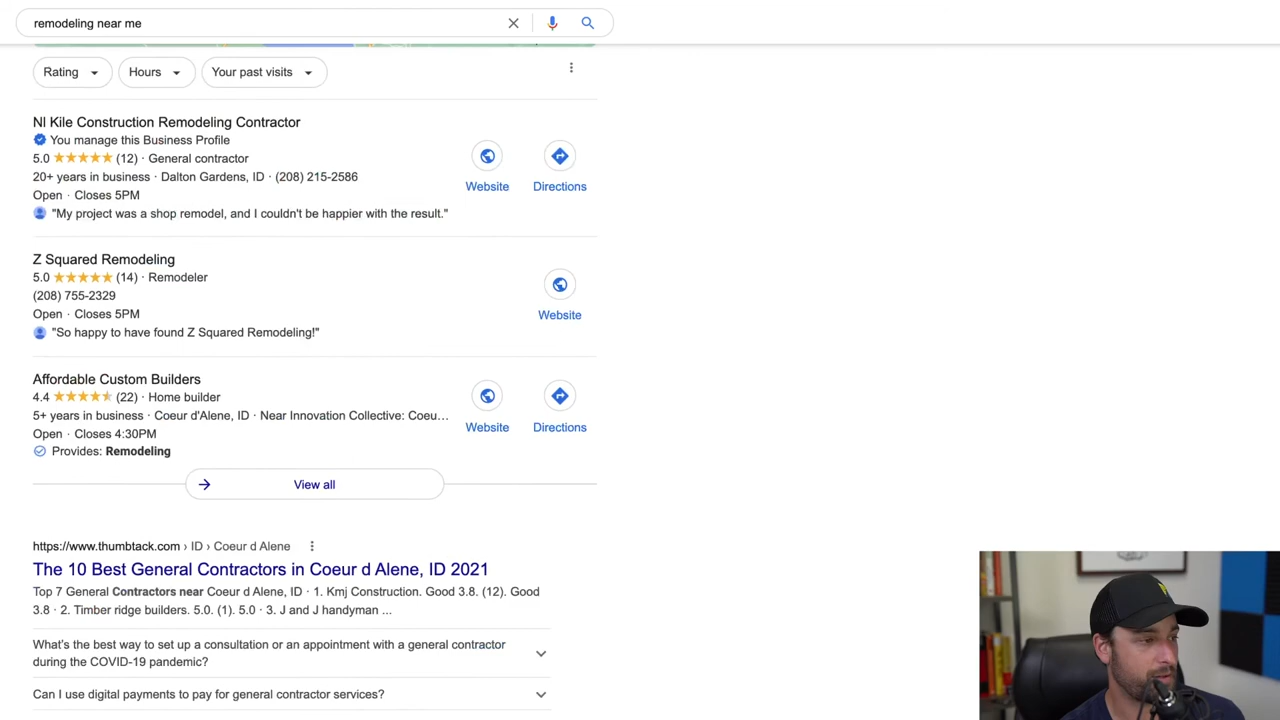 remodeling near me
Rating
Hours
Your past visits
Nl Kile Construction Remodeling Contractor
You manage this Business Profile
5.0 ★★★★★ (12) · General contractor
20+ years in business · Dalton Gardens, ID · (208) 215-2586
Open · Closes 5PM
"My project was a shop remodel, and I couldn't be happier with the result."
Website
Directions
Z Squared Remodeling
5.0 ★★★★★ (14) · Remodeler
(208) 755-2329
Open · Closes 5PM
"So happy to have found Z Squared Remodeling!"
Website
Affordable Custom Builders
4.4 ★★★★★ (22) · Home builder
5+ years in business · Coeur d'Alene, ID · Near Innovation Collective: Coeu...
Open · Closes 4:30PM
Provides: Remodeling
Website
Directions
View all
https://www.thumbtack.com › ID › Coeur d Alene
The 10 Best General Contractors in Coeur d Alene, ID 2021
Top 7 General Contractors near Coeur d Alene, ID · 1. Kmj Construction. Good 3.8. (12). Good
3.8 · 2. Timber ridge builders. 5.0. (1). 5.0 · 3. J and J handyman ...
What's the best way to set up a consultation or an appointment with a general contractor
during the COVID-19 pandemic?
Can I use digital payments to pay for general contractor services?